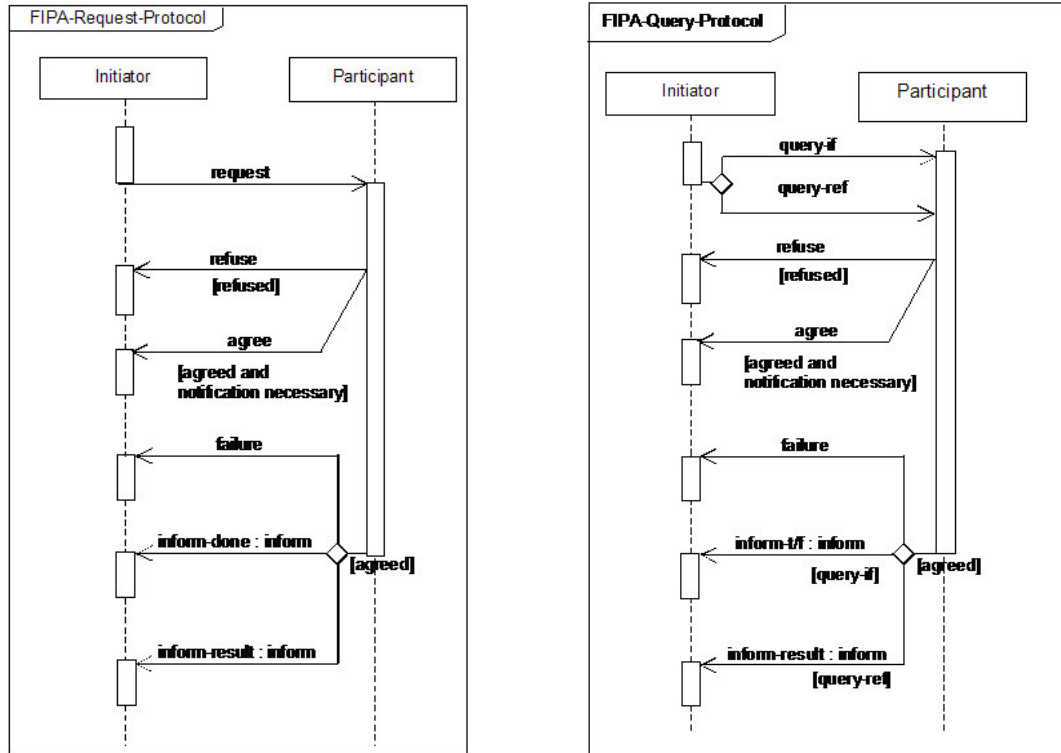 FIPA-Request-Protocol
Initiator
Participant
request
refuse
[refused]
agree
[agreed and
notification necessary]
failure
inform-done : inform
[agreed]
inform-result : inform
FIPA-Query-Protocol
Initiator
Participant
query-if
query-ref
refuse
[refused]
agree
[agreed and
notification necessary]
failure
inform-t/f : inform
[query-if]
[agreed]
inform-result : inform
[query-ref]